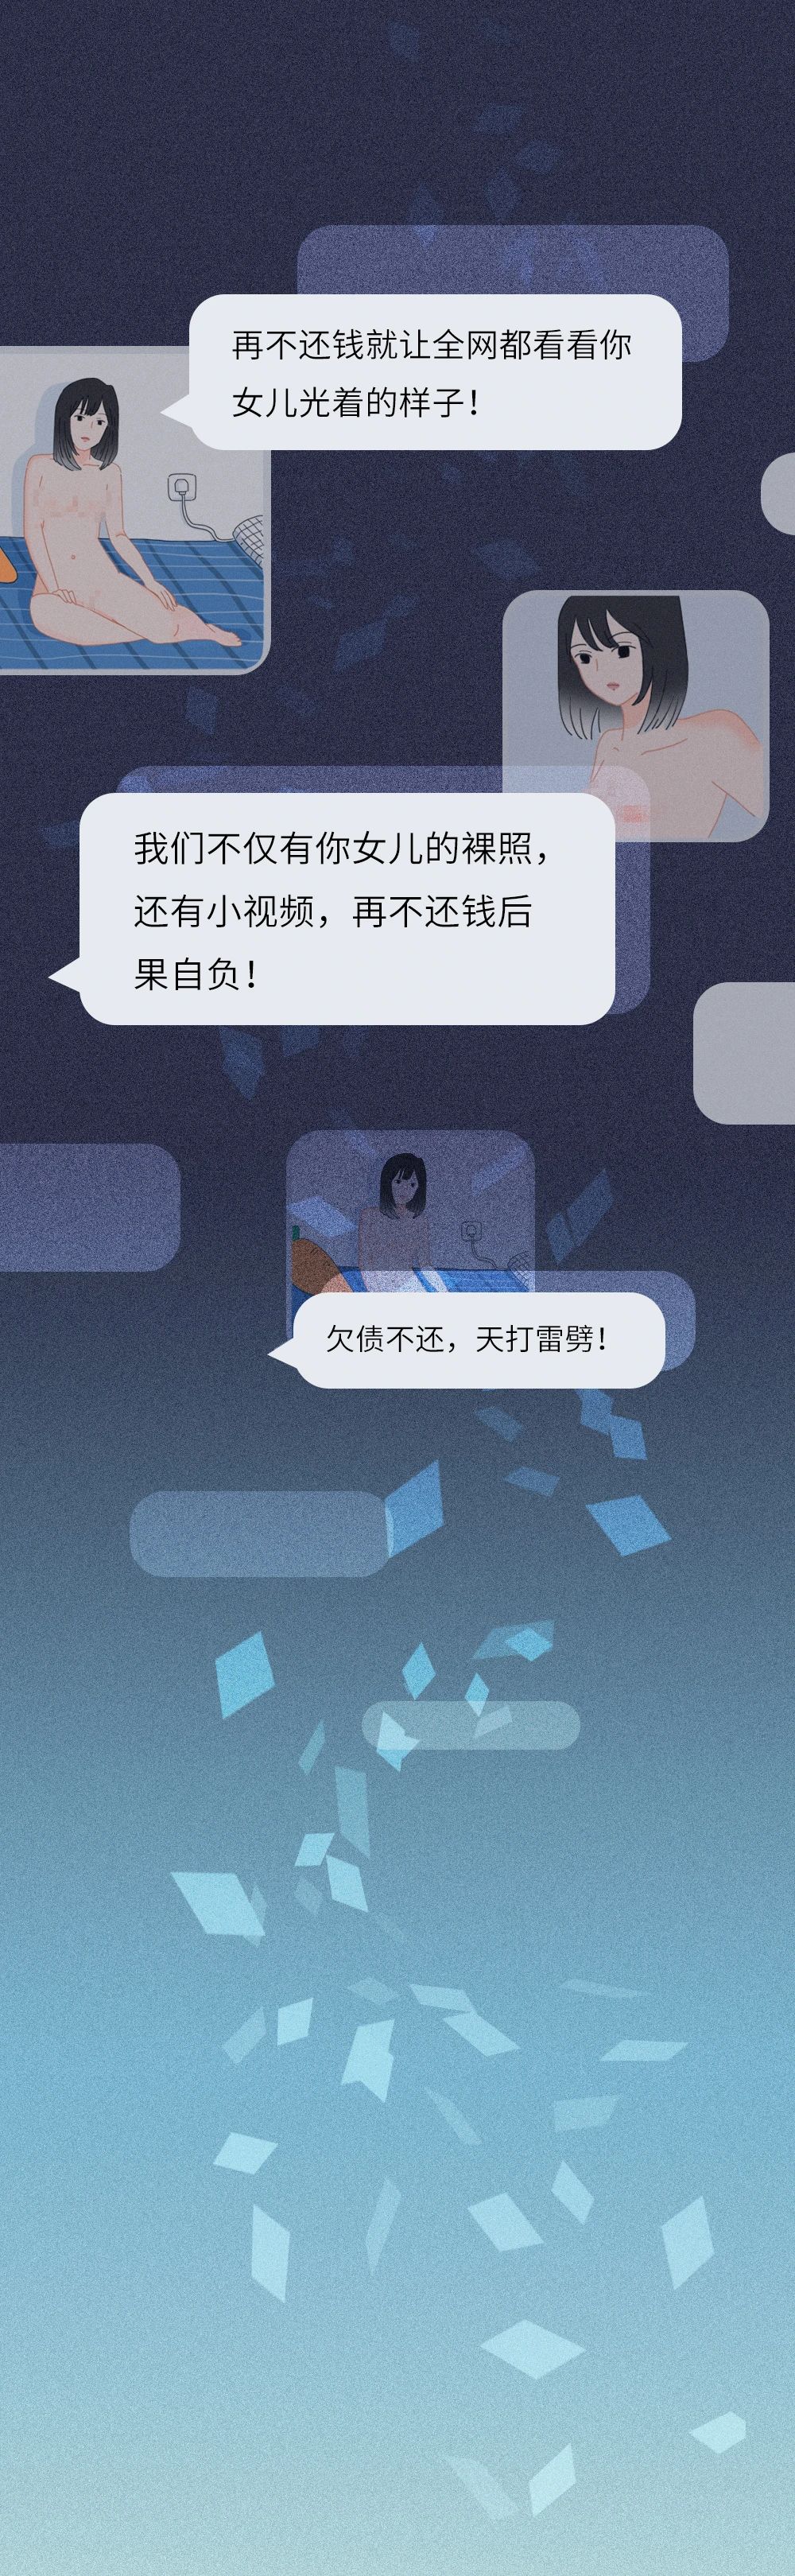 再不还钱就让全网都看看你
女儿光着的样子！
我们不仅有你女儿的裸照，
还有小视频，再不还钱后
果自负！
欠债不还，天打雷劈！